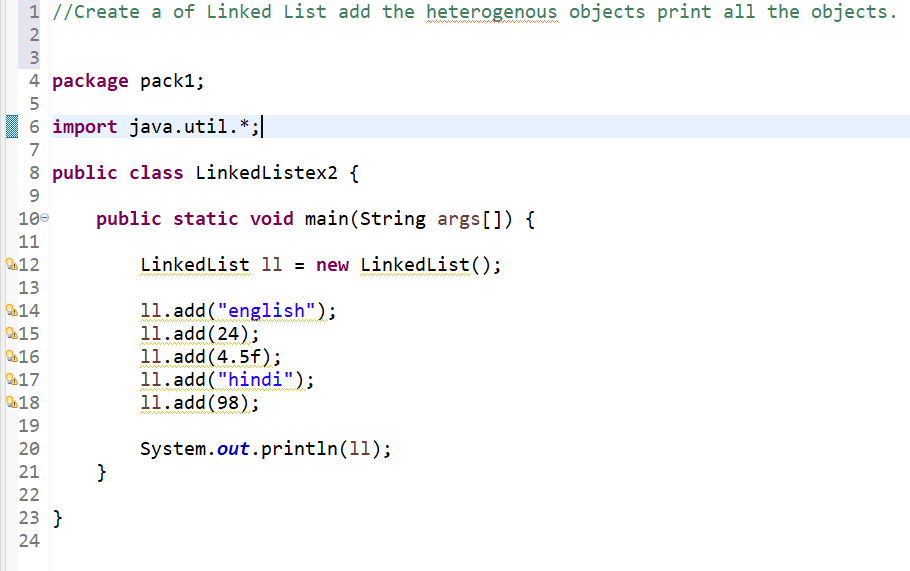 1 //Create a of Linked List add the heterogenous objects print all the objects.
2
3
4 package pack1;
5
6 import java.util.*;
7
8 public class LinkedListex2 {
9
10 public static void main(String args[]) {
11
12 LinkedList ll = new LinkedList();
13
14 ll.add("english");
15 ll.add(24);
16 ll.add(4.5f);
17 ll.add("hindi");
18 ll.add(98);
19
20 System.out.println(ll);
21 }
22
23 }
24